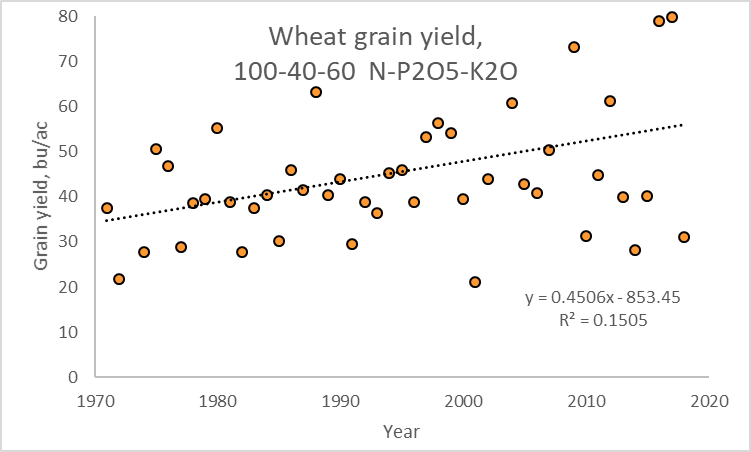 Wheat grain yield,
100-40-60 N-P2O5-K2O
Grain yield, bu/ac
80
70
60
50
40
30
20
10
0
y = 0.4506x - 853.45
R² = 0.1505
1970 1980 1990 2000 2010 2020
Year